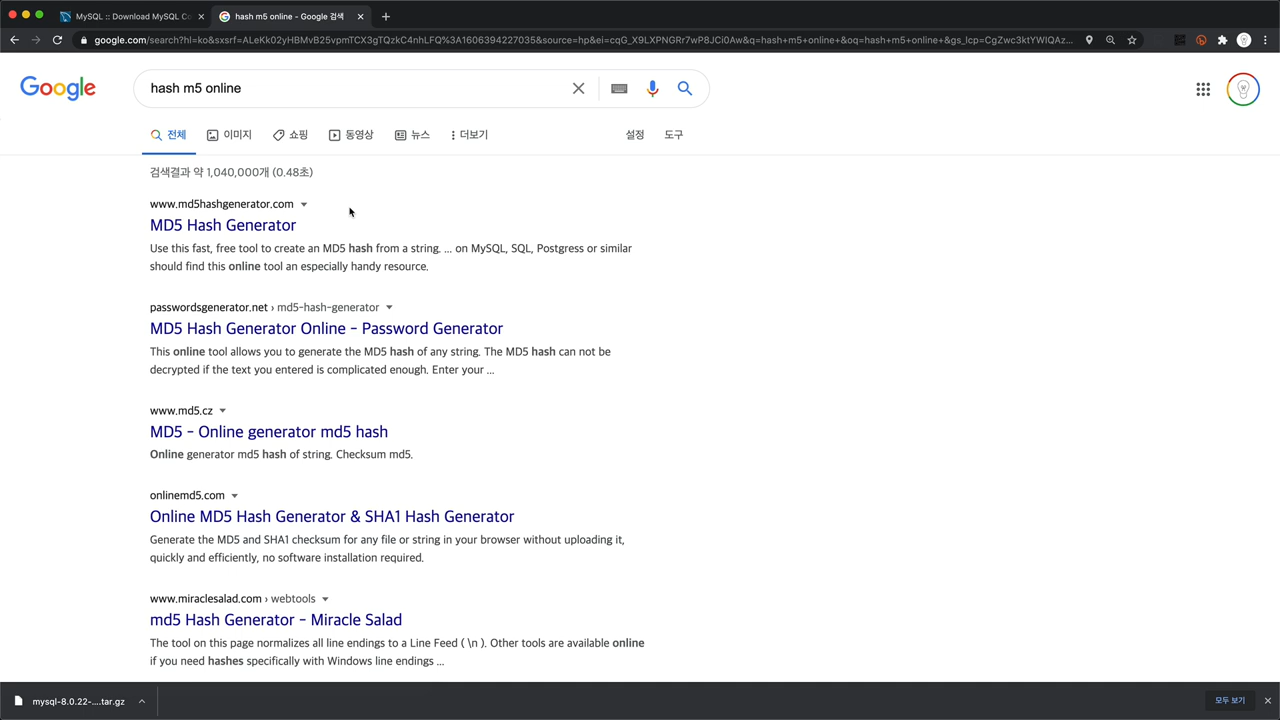 MySQL :: Download MySQL Co
hash m5 online - Google 검색
google.com/search?hl=ko&sxsrf=ALeKk02yHBMvB25vpmTCX3gTQzkC4nhLFQ%3A1606394227035&source=hp&ei=cqG_X9LXPNGRr7wP8JCi0Aw&q=hash+m5+online+&oq=hash+m5+online+&gs_lcp=CgZwc3ktYWIQAz...
Google
hash m5 online
전체
이미지
쇼핑
동영상
뉴스
더보기
설정
도구
검색결과 약 1,040,000개 (0.48초)
www.md5hashgenerator.com
MD5 Hash Generator
Use this fast, free tool to create an MD5 hash from a string. ... on MySQL, SQL, Postgress or similar
should find this online tool an especially handy resource.
passwordsgenerator.net › md5-hash-generator
MD5 Hash Generator Online - Password Generator
This online tool allows you to generate the MD5 hash of any string. The MD5 hash can not be
decrypted if the text you entered is complicated enough. Enter your ...
www.md5.cz
MD5 - Online generator md5 hash
Online generator md5 hash of string. Checksum md5.
onlinemd5.com
Online MD5 Hash Generator & SHA1 Hash Generator
Generate the MD5 and SHA1 checksum for any file or string in your browser without uploading it,
quickly and efficiently, no software installation required.
www.miraclesalad.com › webtools
md5 Hash Generator - Miracle Salad
The tool on this page normalizes all line endings to a Line Feed ( \n ). Other tools are available online
if you need hashes specifically with Windows line endings ...
mysql-8.0.22-....tar.gz
모두 보기